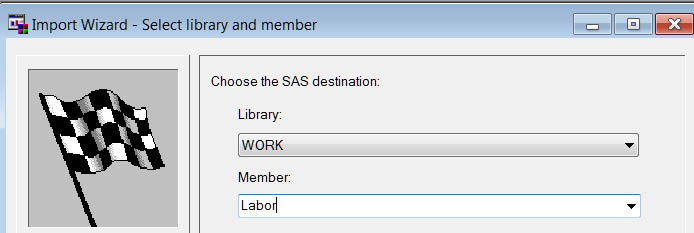 Import Wizard - Select library and member
Choose the SAS destination:
Library:
WORK
Member:
Labor